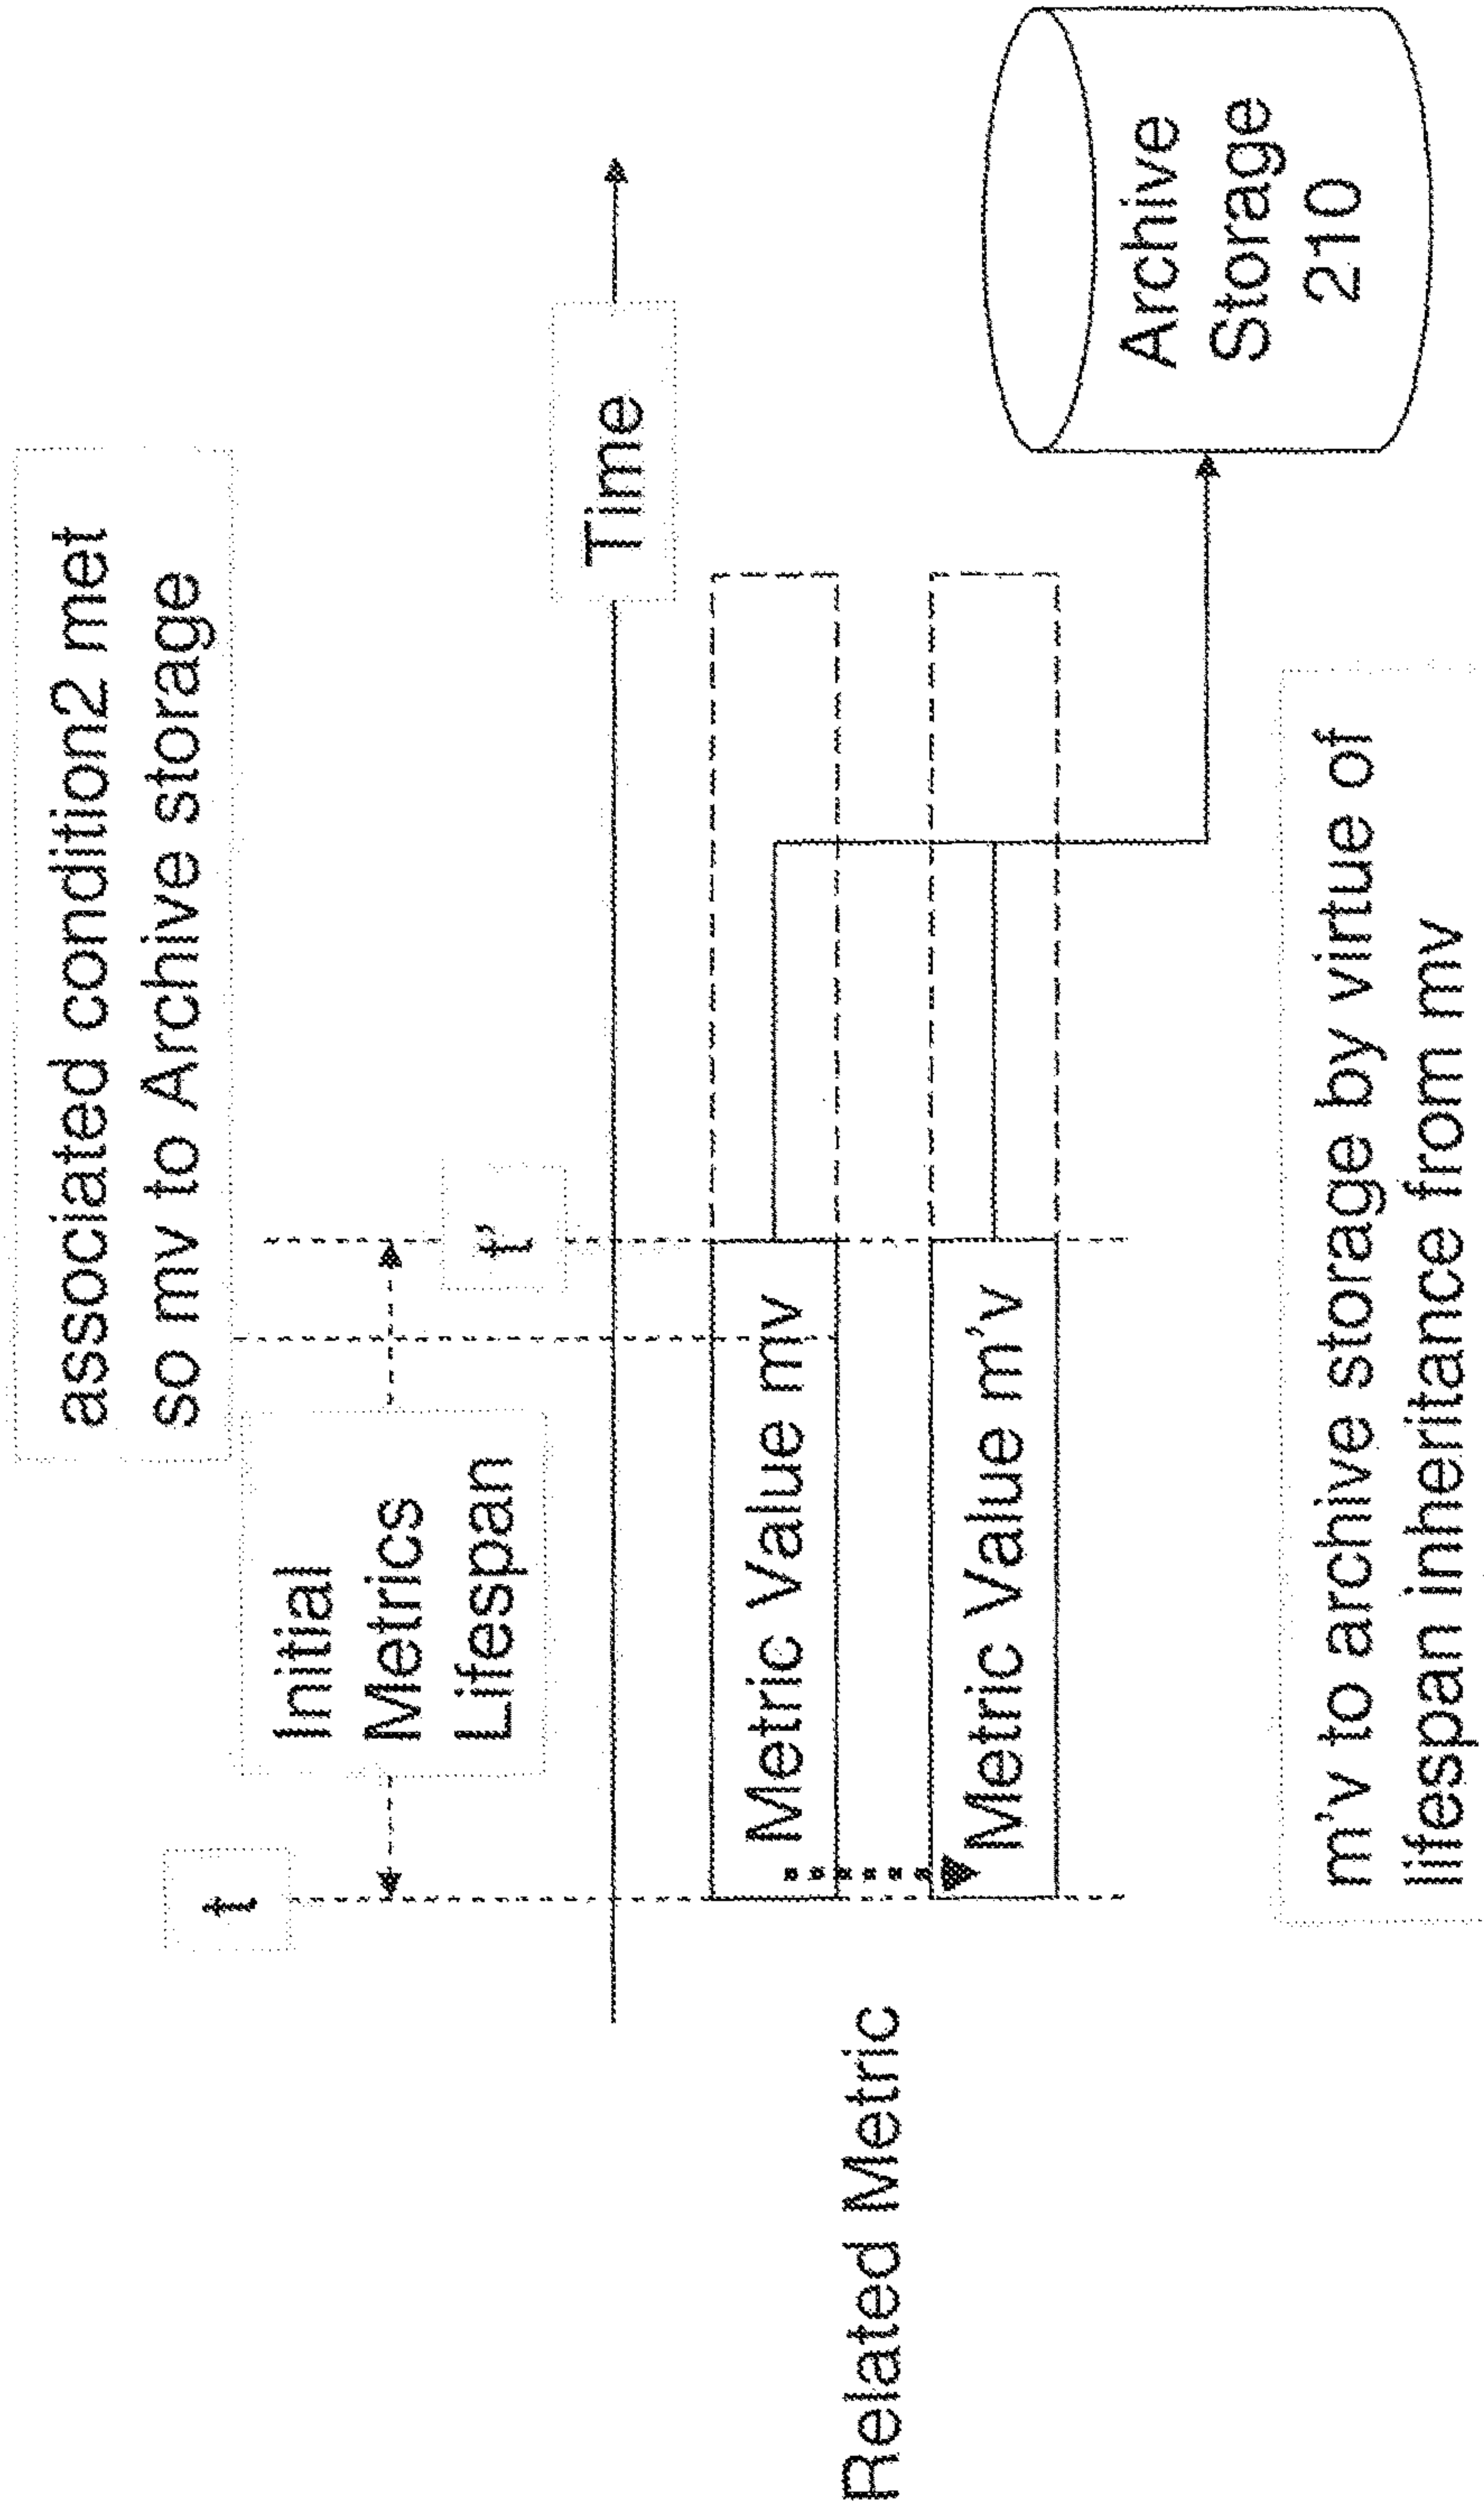 associated condition2 met
so mv to Archive storage
t
Initial
Metrics
Lifespan
t'
Time
Related Metric
Metric Value mv
Metric Value m'v
Archive
Storage
210
m'v to archive storage by virtue of
lifespan inheritance from mv